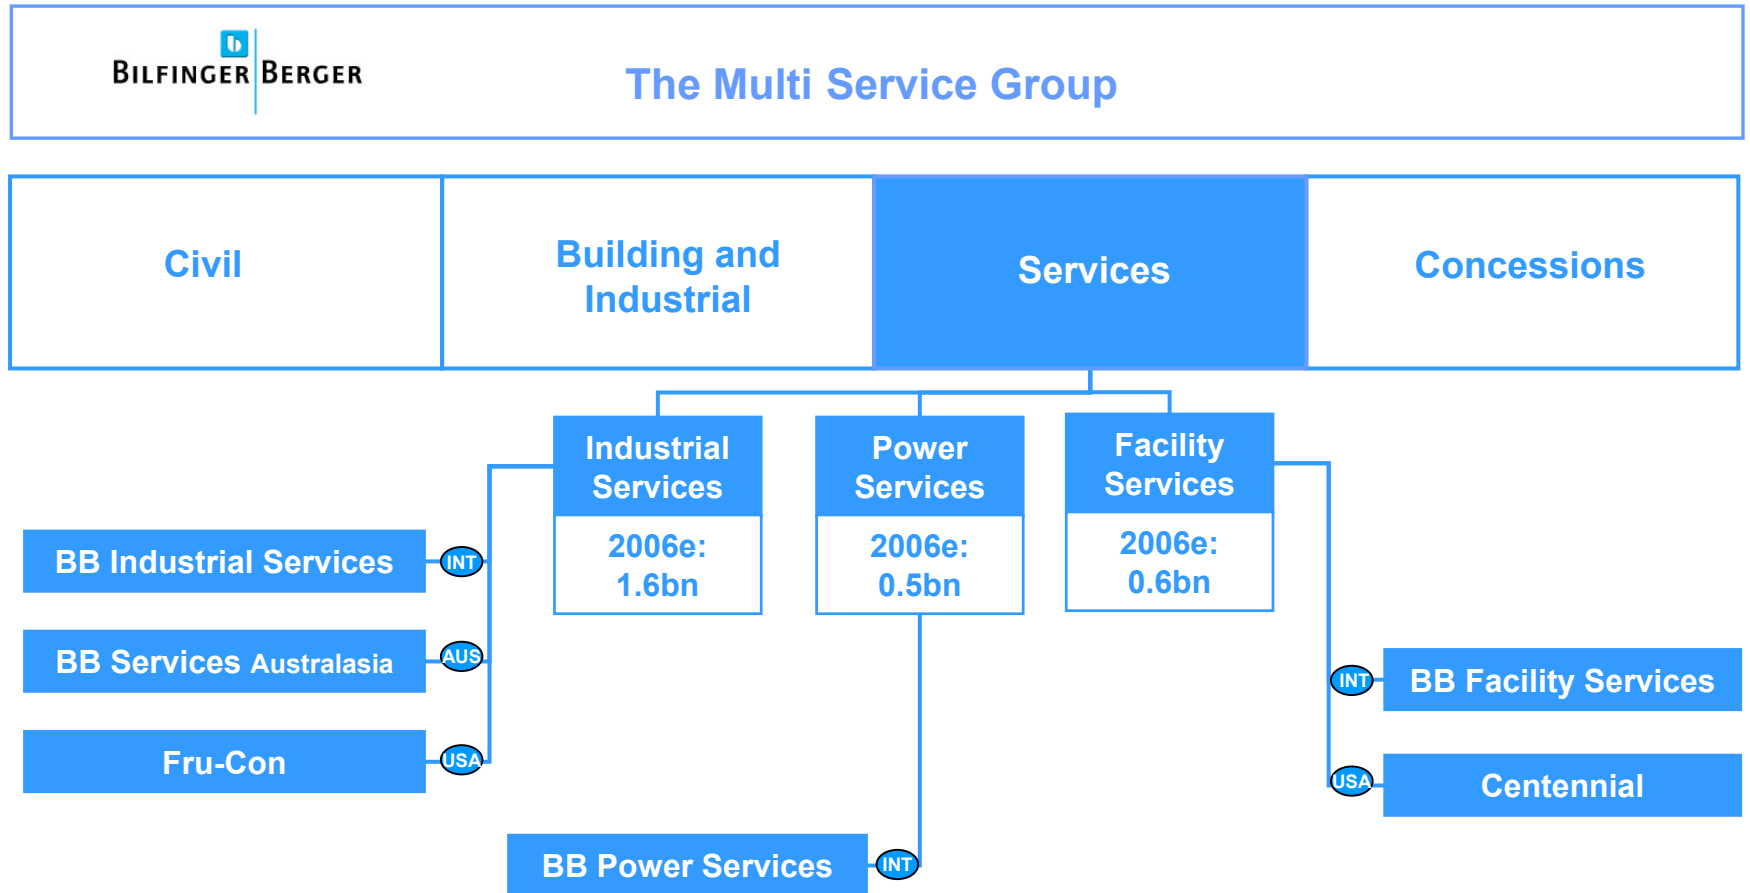 BILFINGER BERGER
The Multi Service Group
Civil
Building and
Industrial
Services
Concessions
Industrial
Services
2006e:
1.6bn
Power
Services
2006e:
0.5bn
Facility
Services
2006e:
0.6bn
BB Industrial Services
INT
BB Services Australasia
AUS
Fru-Con
USA
BB Power Services
INT
INT
BB Facility Services
USA
Centennial